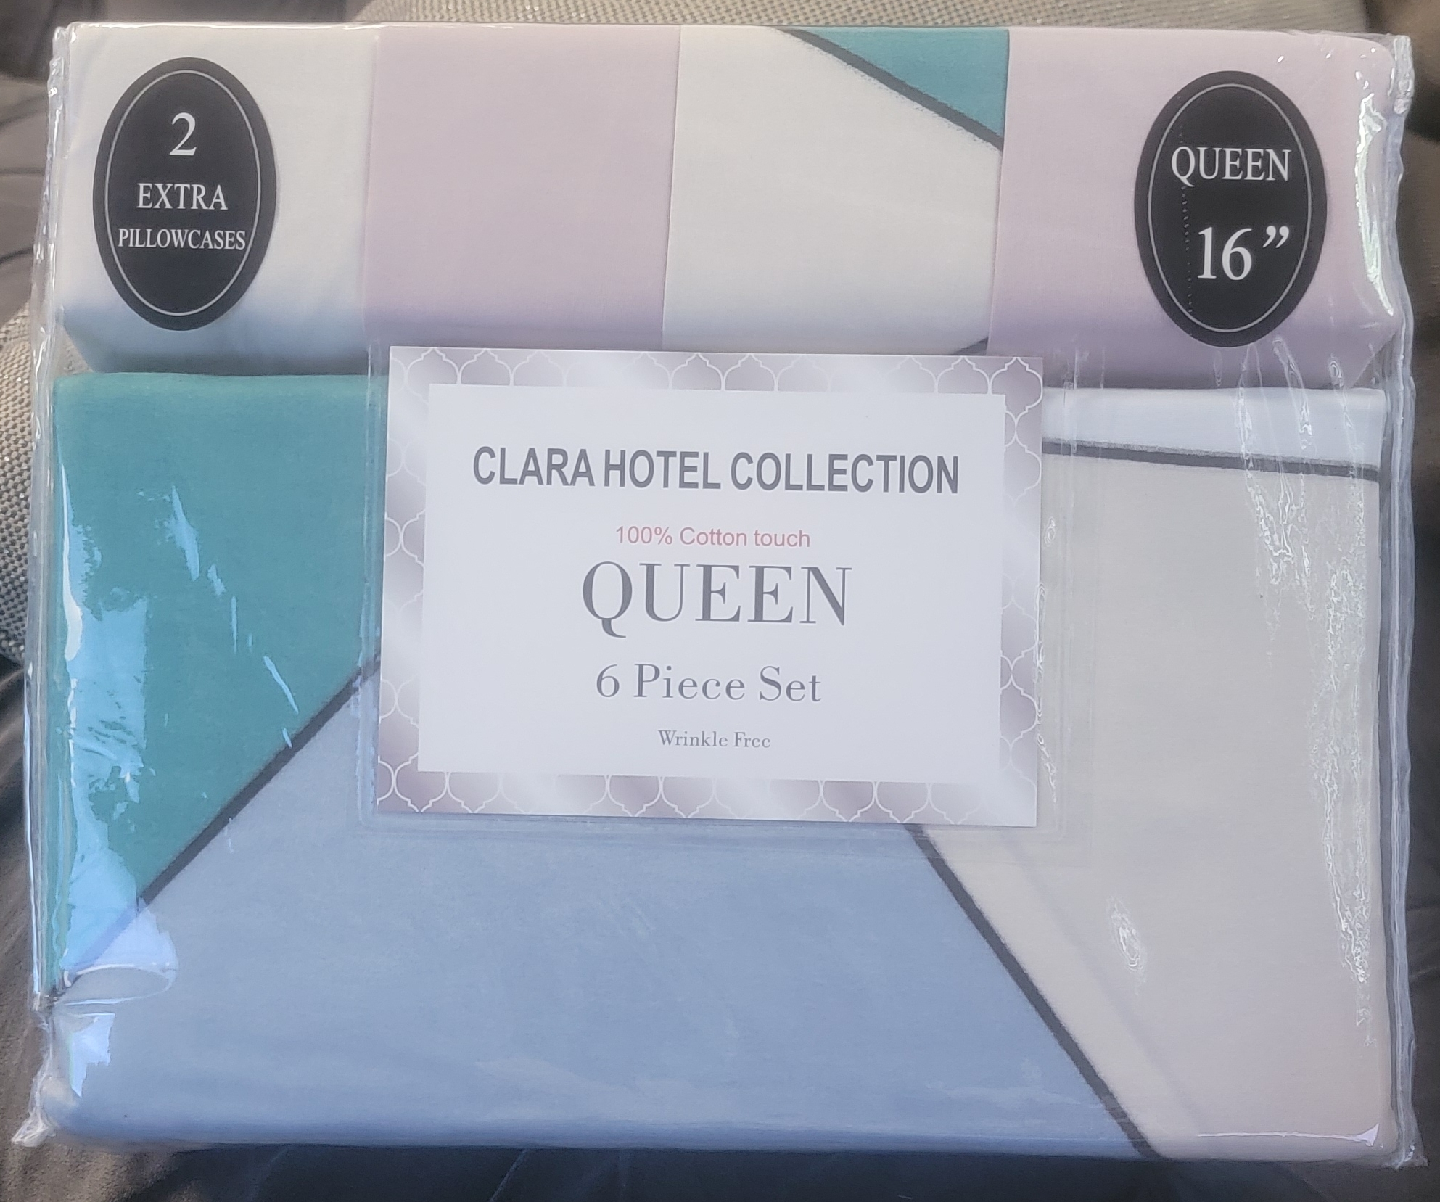 2
EXTRA
PILLOWCASES
QUEEN
16”
CLARA HOTEL COLLECTION
100% Cotton touch
QUEEN
6 Piece Set
Wrinkle Free